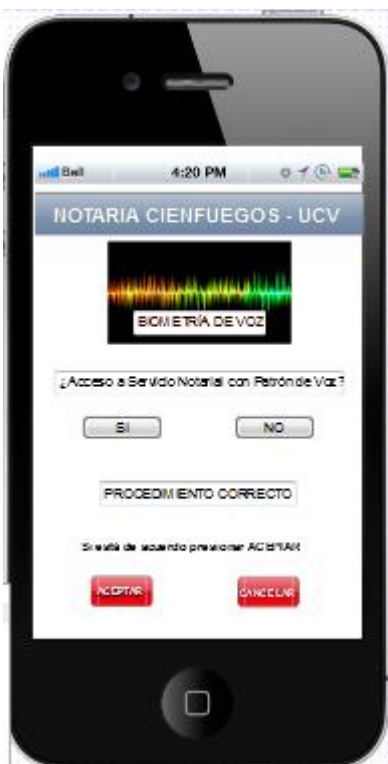 Bell 4:20 PM
NOTARIA CIENFUEGOS - UCV
BIOMETRÍA DE VOZ
¿Acceso a Servicio Notarial con Patrón de Voz?
SI NO
PROCEDIMIENTO CORRECTO
Si está de acuerdo presionar ACEPTAR
ACEPTAR CANCELAR